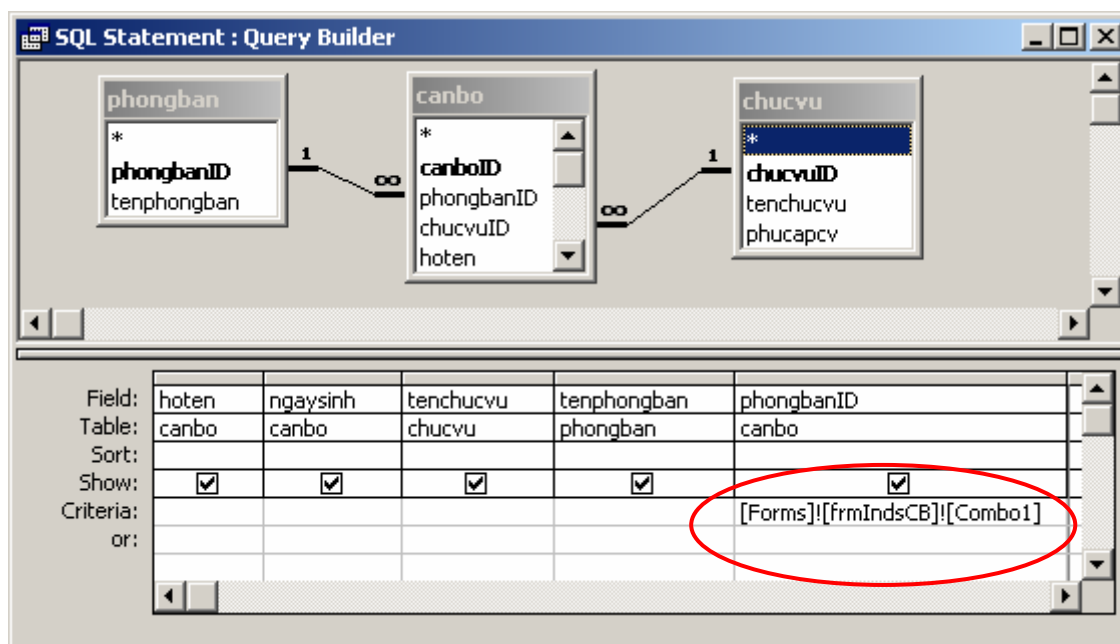 SQL Statement : Query Builder
phongban
*
phongbanID
tenphongban
1
∞
canbo
*
canboID
phongbanID
chucvuID
hoten
∞
1
chucvu
*
chucvuID
tenchucvu
phucapcv
Field: hoten ngaysinh tenchucvu tenphongban phongbanID
Table: canbo canbo chucvu phongban canbo
Sort:
Show:
Criteria: [Forms]![frmIndsCB]![Combo1]
or: